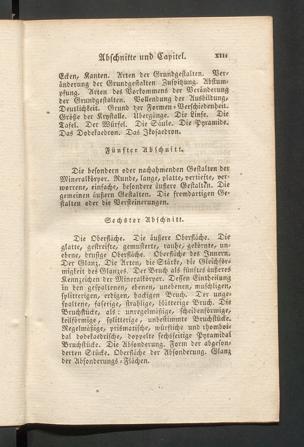 Abschnitte und Capitel. XIII
Ecken, Kanten. Arten der Grundgestalten. Ver-
änderung der Grundgestalten Zuspitzung. Abstum-
pfung. Arten des Vorkommens der Veränderung
der Grundgestalten. Vollendung der Ausbildung,
Deutlichkeit. Grund der Formen-Verschiedenheit.
Größe der Krystalle. Übergänge. Die Linse. Die
Tafel. Der Würfel. Die Säule. Die Pyramide.
Das Dodekaedron. Das Ikosaedron.
Fünfter Abschnitt.
Die besondern oder nachahmenden Gestalten der
Mineralkörper. Runde, lange, platte, vertiefte, ver-
worrene, einfache, besondere äußere Gestalten. Die
gemeinen äußern Gestalten. Die fremdartigen Ge-
stalten oder die Versteinerungen.
Sechster Abschnitt.
Die Oberfläche. Die äußere Oberfläche. Die
glatte, gestreifte, gemusterte, rauhe, gekörnte, un-
ebene, drusige Oberfläche. Oberfläche des Innern.
Der Glanz. Die Arten, die Stärke, die Gleichför-
migkeit des Glanzes. Der Bruch als fünftes äußeres
Kennzeichen der Mineralkörper. Dessen Eintheilung
in den gespaltenen, ebenen, unebenen, muschligen,
splitterigen, erdigen, hackigen Bruch. Der unge
staltene, faserige, strahlige, blätterige Bruch. Die
Bruchstücke, als: unregelmäßige, scheibenförmige,
keilförmige, splitterige, unbestimmte Bruchstücke.
Regelmäßige, prismatische, würfliche und rhomboi-
dal dodekaedrische, doppelte sechsseitige Pyramidal
Bruchstücke. Die Absonderung. Form der abgeson-
derten Stücke. Oberfläche der Absonderung. Glanz
der Absonderungs-Flächen.